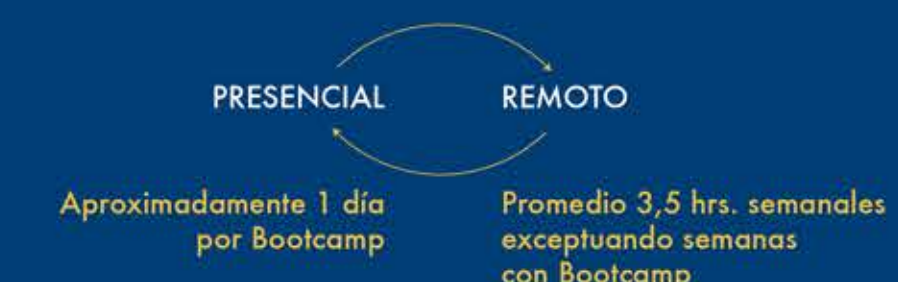 PRESENCIAL REMOTO
Aproximadamente 1 día
por Bootcamp
Promedio 3,5 hrs. semanales
exceptuando semanas
con Bootcamp